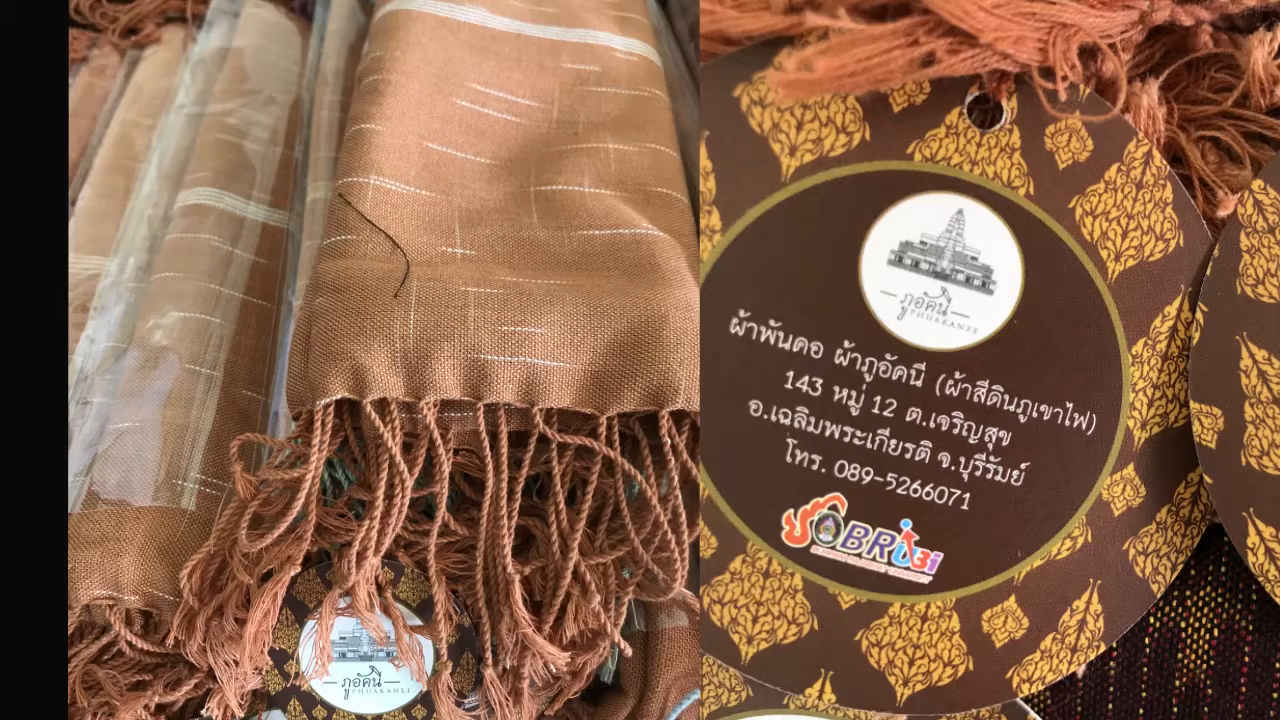 ภูอัคนี
PHUAKANEE
ภูอัคนี
PHUAKANEE
ผ้าพันคอ ผ้าภูอัคนี (ผ้าสีดินภูเขาไฟ)
143 หมู่ 12 ต.เจริญสุข
อ.เฉลิมพระเกียรติ จ.บุรีรัมย์
โทร. 089-5266071
BRU